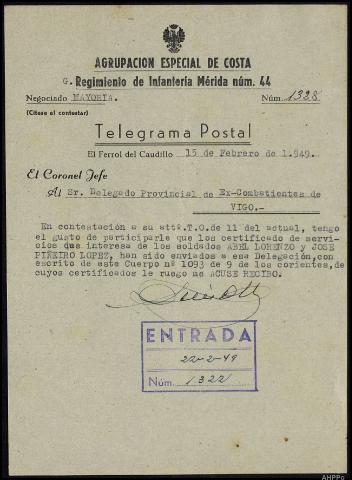 AGRUPACION ESPECIAL DE COSTA
G. Regimiento de Infantería Mérida núm. 44
Negociado MAYORIA. Núm. 1328
(Cítese al contestar)
Telegrama Postal
El Ferrol del Caudillo 15 de Febrero de 1.949.
El Coronel Jefe
Al Sr. Delegado Provincial de Ex-Combatientes de
VIGO.-
En contestación a su attº.T.O.de 11 del actual, tengo
el gusto de participarle que los certificado de servi-
cios que interesa de los soldados ABEL LORENZO y JOSE
PIÑEIRO LOPEZ, han sido enviados a esa Delegación,con
escrito de este Cuerpo nº 1093 de 9 de los corientes,de
cuyos certificados le ruego me ACUSE RECIBO.
ENTRADA
22-2-49
Núm. 1322
AHPPo